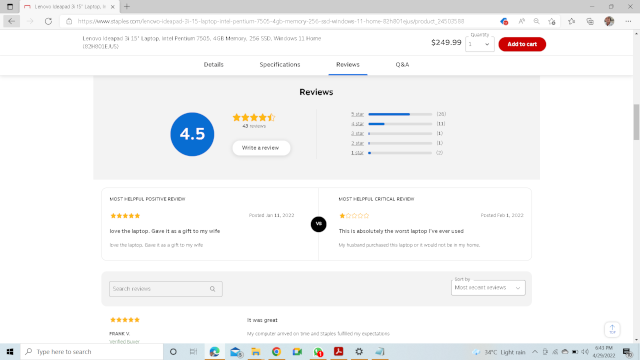 Lenovo Ideapad 3i 15" Laptop, In
https://www.staples.com/lenovo-ideapad-3i-15-laptop-intel-pentium-7505-4gb-memory-256-ssd-windows-11-home-82h801ejus/product_24502588
Lenovo Ideapad 3i 15" Laptop, Intel Pentium 7505, 4GB Memory, 256 SSD, Windows 11 Home
(82H801EJUS)
$249.99
Quantity
1
Add to cart
Details
Specifications
Reviews
Q&A
Reviews
4.5
43 reviews
Write a review
5 star
4 star (11)
3 star (1)
2 star (1)
1 star (2)
MOST HELPFUL POSITIVE REVIEW
Posted Jan 11, 2022
love the laptop. Gave it as a gift to my wife
love the laptop. Gave it as a gift to my wife
VS
MOST HELPFUL CRITICAL REVIEW
Posted Feb 1, 2022
This is absolutely the worst laptop I've ever used
My husband purchased this laptop or it would not be in my home.
Search reviews
Sort by
Most recent reviews
It was great
FRANK V.
My computer arrived on time and Staples fulfilled my expectations.
Verified Buyer
Type here to search
34°C Light rain
6:43 PM
4/29/2022